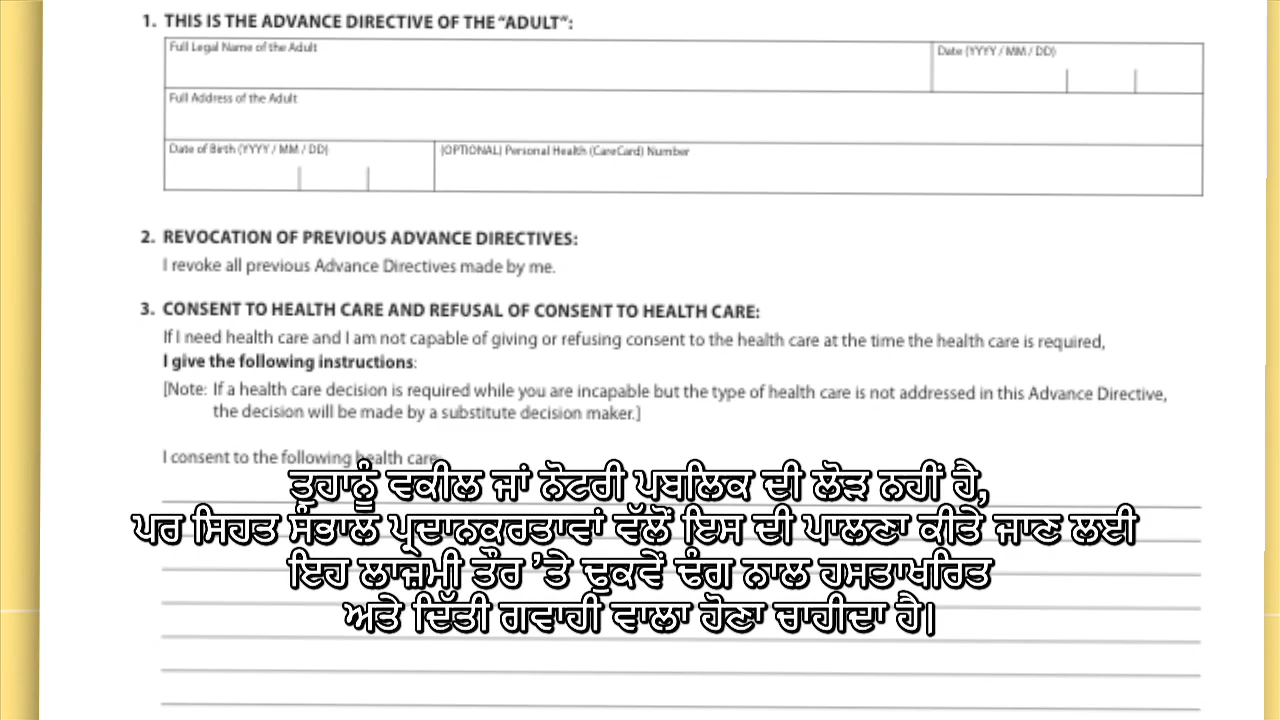 1. THIS IS THE ADVANCE DIRECTIVE OF THE “ADULT”:
Full Legal Name of the Adult
Date (YYYY / MM / DD)
Full Address of the Adult
Date of Birth (YYYY / MM / DD)
(OPTIONAL) Personal Health (CareCard) Number
2. REVOCATION OF PREVIOUS ADVANCE DIRECTIVES:
I revoke all previous Advance Directives made by me.
3. CONSENT TO HEALTH CARE AND REFUSAL OF CONSENT TO HEALTH CARE:
If I need health care and I am not capable of giving or refusing consent to the health care at the time the health care is required,
I give the following instructions:
[Note: If a health care decision is required while you are incapable but the type of health care is not addressed in this Advance Directive,
the decision will be made by a substitute decision maker.]
I consent to the following health care:
ਤੁਹਾਨੂੰ ਵਕੀਲ ਜਾਂ ਨੋਟਰੀ ਪਬਲਿਕ ਦੀ ਲੋੜ ਨਹੀਂ ਹੈ,
ਪਰ ਸਿਹਤ ਸੰਭਾਲ ਪ੍ਰਦਾਨਕਰਤਾਵਾਂ ਵੱਲੋਂ ਇਸ ਦੀ ਪਾਲਣਾ ਕੀਤੇ ਜਾਣ ਲਈ
ਇਹ ਲਾਜ਼ਮੀ ਤੌਰ ’ਤੇ ਢੁਕਵੇਂ ਢੰਗ ਨਾਲ ਹਸਤਾਖਰਿਤ
ਅਤੇ ਦਿੱਤੀ ਗਵਾਹੀ ਵਾਲਾ ਹੋਣਾ ਚਾਹੀਦਾ ਹੈ।